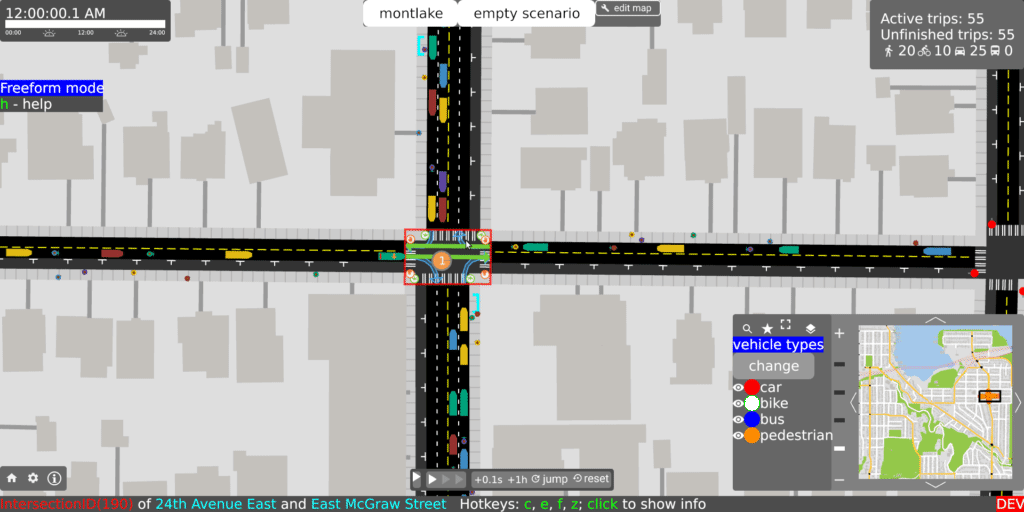 12:00:00.1 AM
00:00 12:00 24:00
montlake empty scenario edit map
Active trips: 55
Unfinished trips: 55
20 10 25 0
Freeform mode
h - help
1
vehicle types
change
car
bike
bus
pedestrian
+0.1s +1h jump reset
Intersection(#190) of 24th Avenue East and East McGraw Street Hotkeys: c, e, f, z; click to show info
DEV